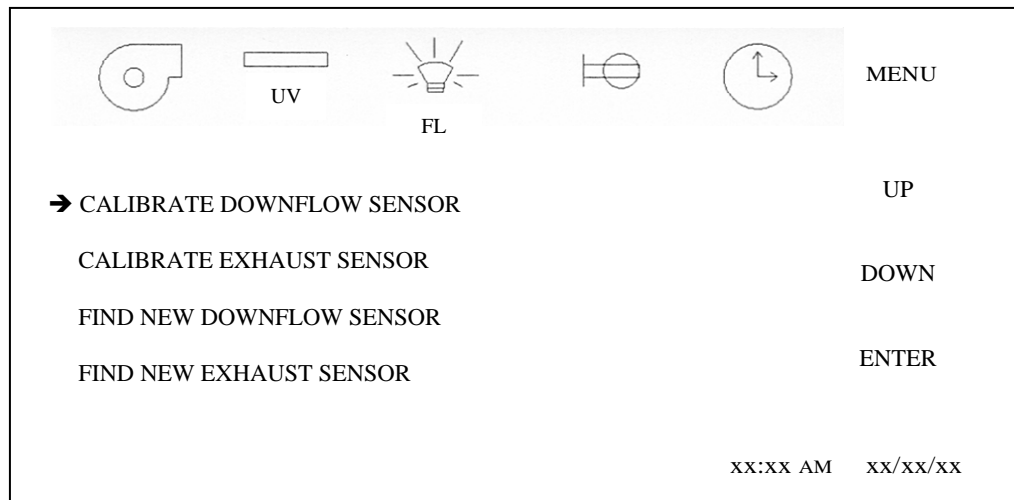 MENU
UV
FL
UP
➔ CALIBRATE DOWNFLOW SENSOR
CALIBRATE EXHAUST SENSOR
DOWN
FIND NEW DOWNFLOW SENSOR
ENTER
FIND NEW EXHAUST SENSOR
xx:xx AM xx/xx/xx